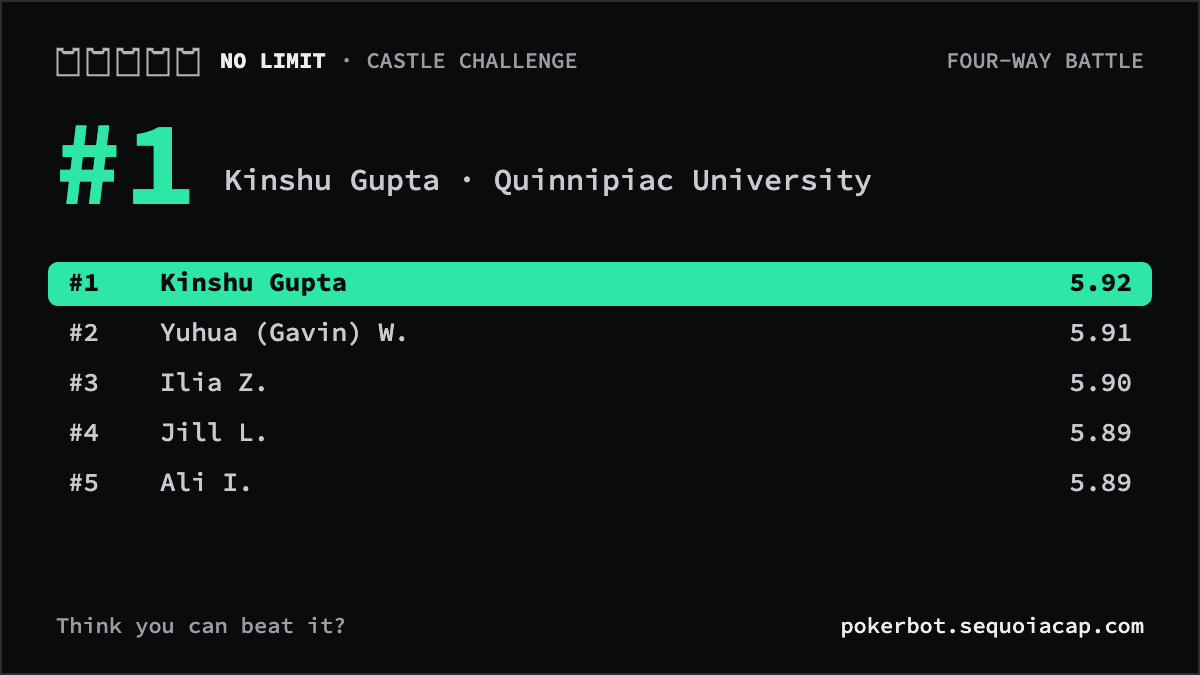 NO LIMIT · CASTLE CHALLENGE FOUR-WAY BATTLE
#1 Kinshu Gupta · Quinnipiac University
#1 Kinshu Gupta 5.92
#2 Yuhua (Gavin) W. 5.91
#3 Ilia Z. 5.90
#4 Jill L. 5.89
#5 Ali I. 5.89
Think you can beat it? pokerbot.sequoiacap.com